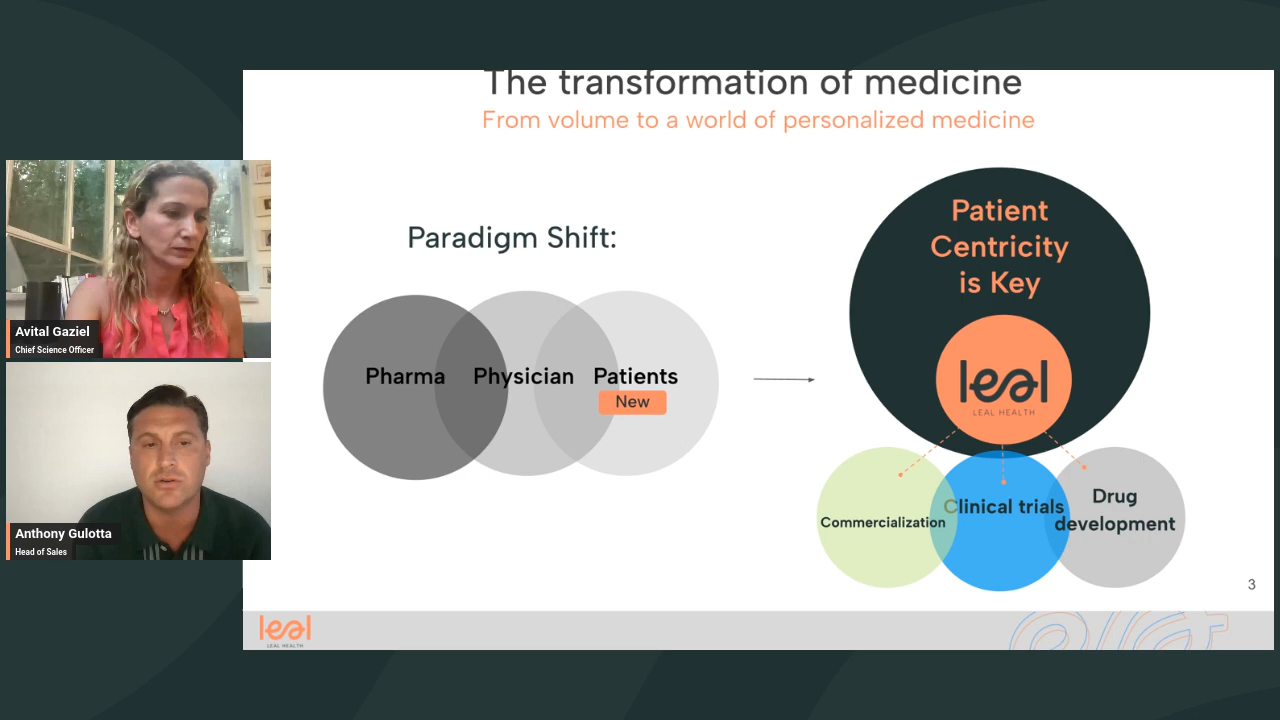 The transformation of medicine
From volume to a world of personalized medicine
Avital Gaziel
Chief Science Officer
Anthony Gulotta
Head of Sales
Paradigm Shift:
Pharma
Physician
Patients
New
Patient
Centricity
is Key
leal
LEAL HEALTH
Commercialization
Clinical trials
Drug
development
3
leal
LEAL HEALTH